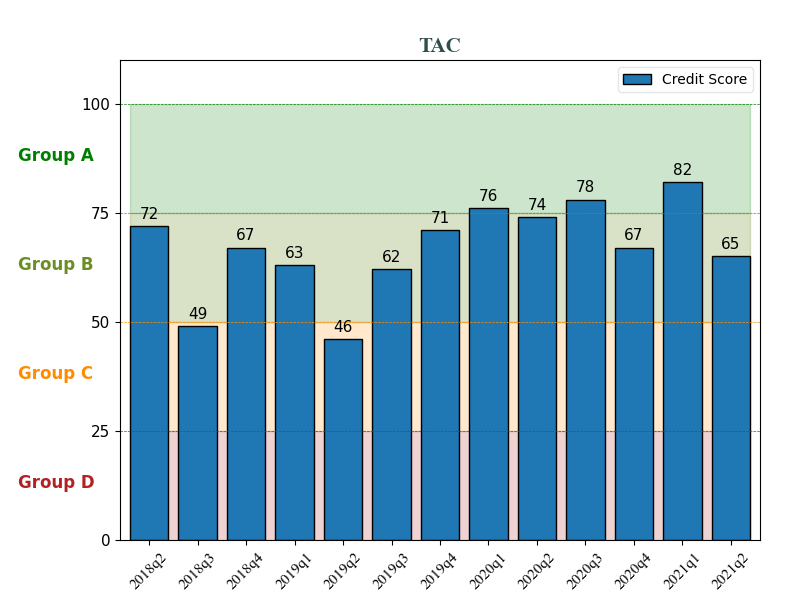 TAC
Credit Score
100
Group A
75
Group B
50
Group C
25
Group D
0
72
49
67
63
46
62
71
76
74
78
67
82
65
2018q2
2018q3
2018q4
2019q1
2019q2
2019q3
2019q4
2020q1
2020q2
2020q3
2020q4
2021q1
2021q2